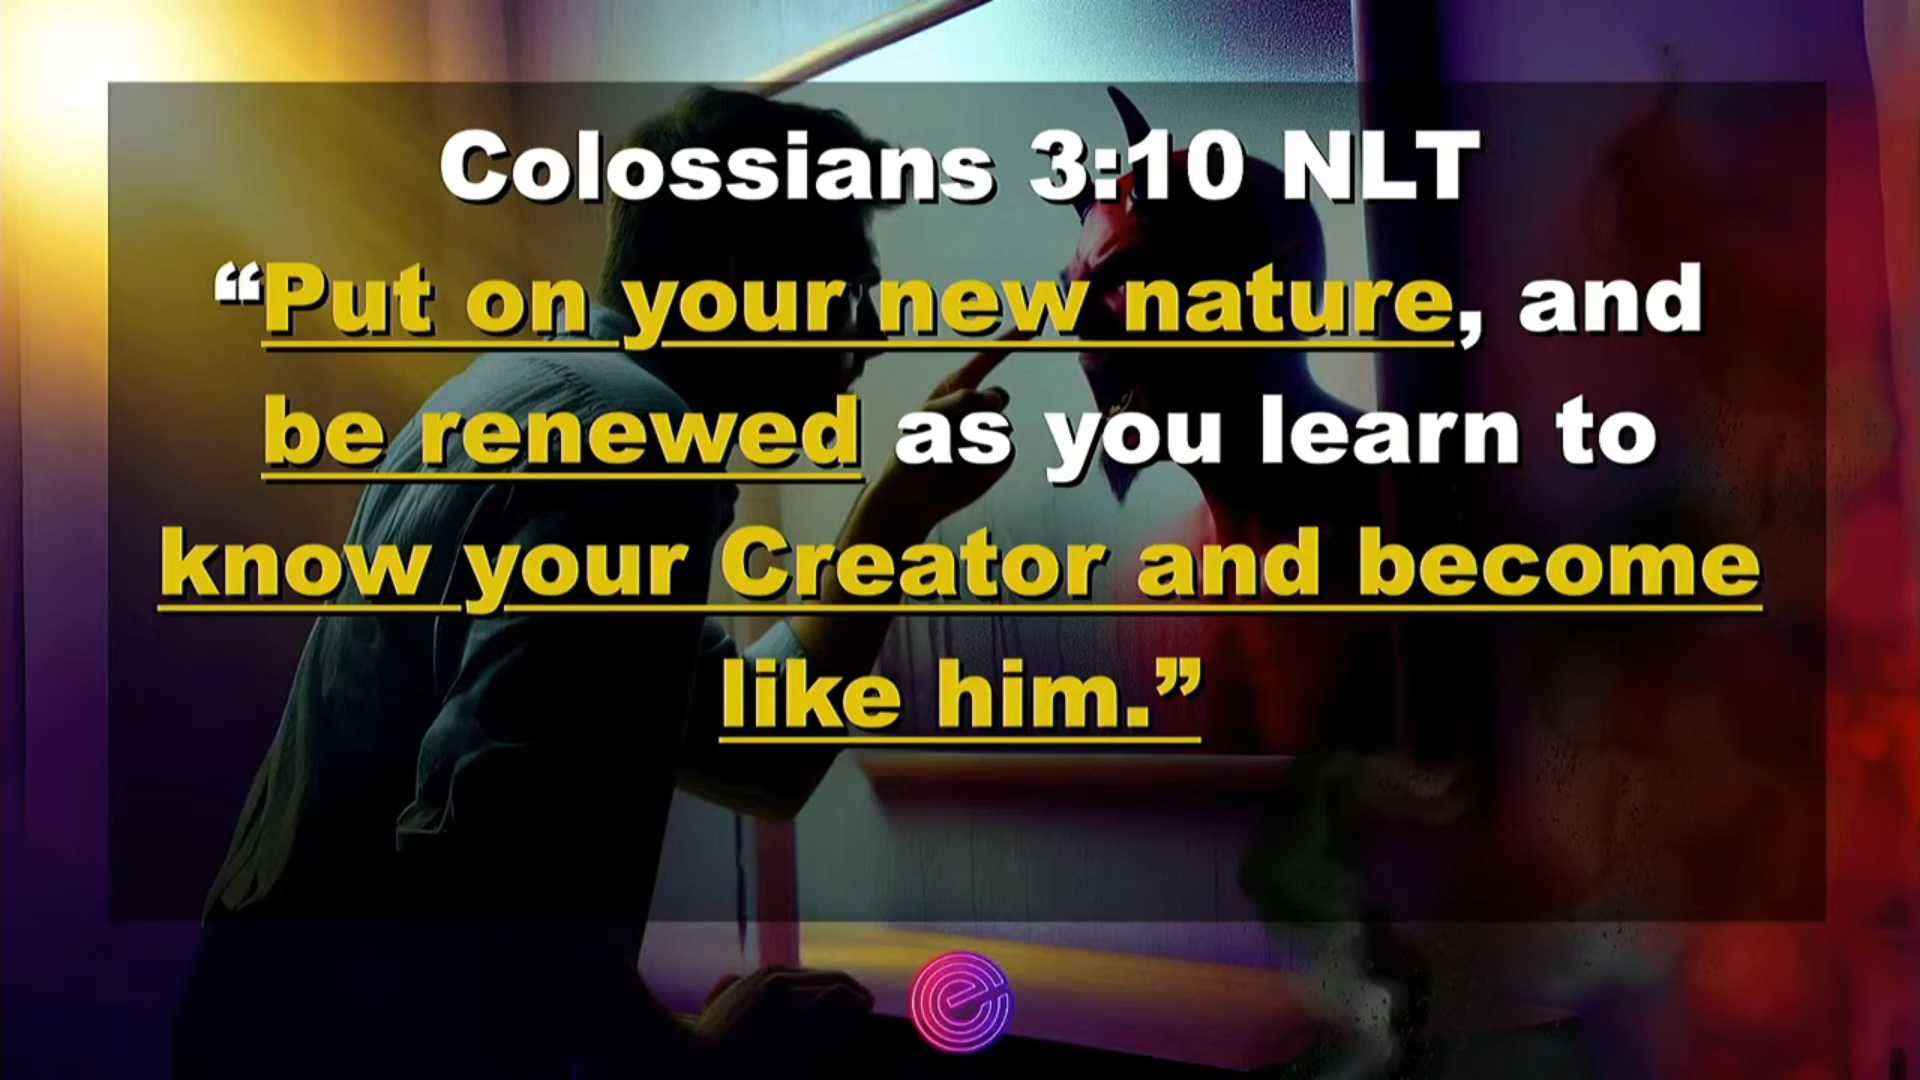 Colossians 3:10 NLT
“Put on your new nature, and
be renewed as you learn to
know your Creator and become
like him.”